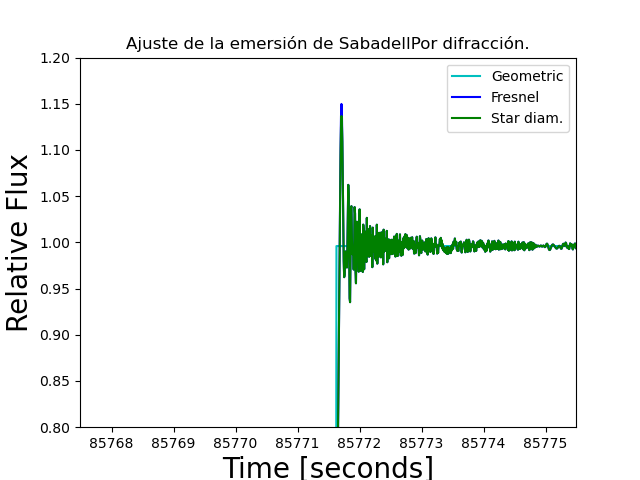 Ajuste de la emersión de SabadellPor difracción.
Geometric
Fresnel
Star diam.
Relative Flux
1.20
1.15
1.10
1.05
1.00
0.95
0.90
0.85
0.80
85768 85769 85770 85771 85772 85773 85774 85775
Time [seconds]